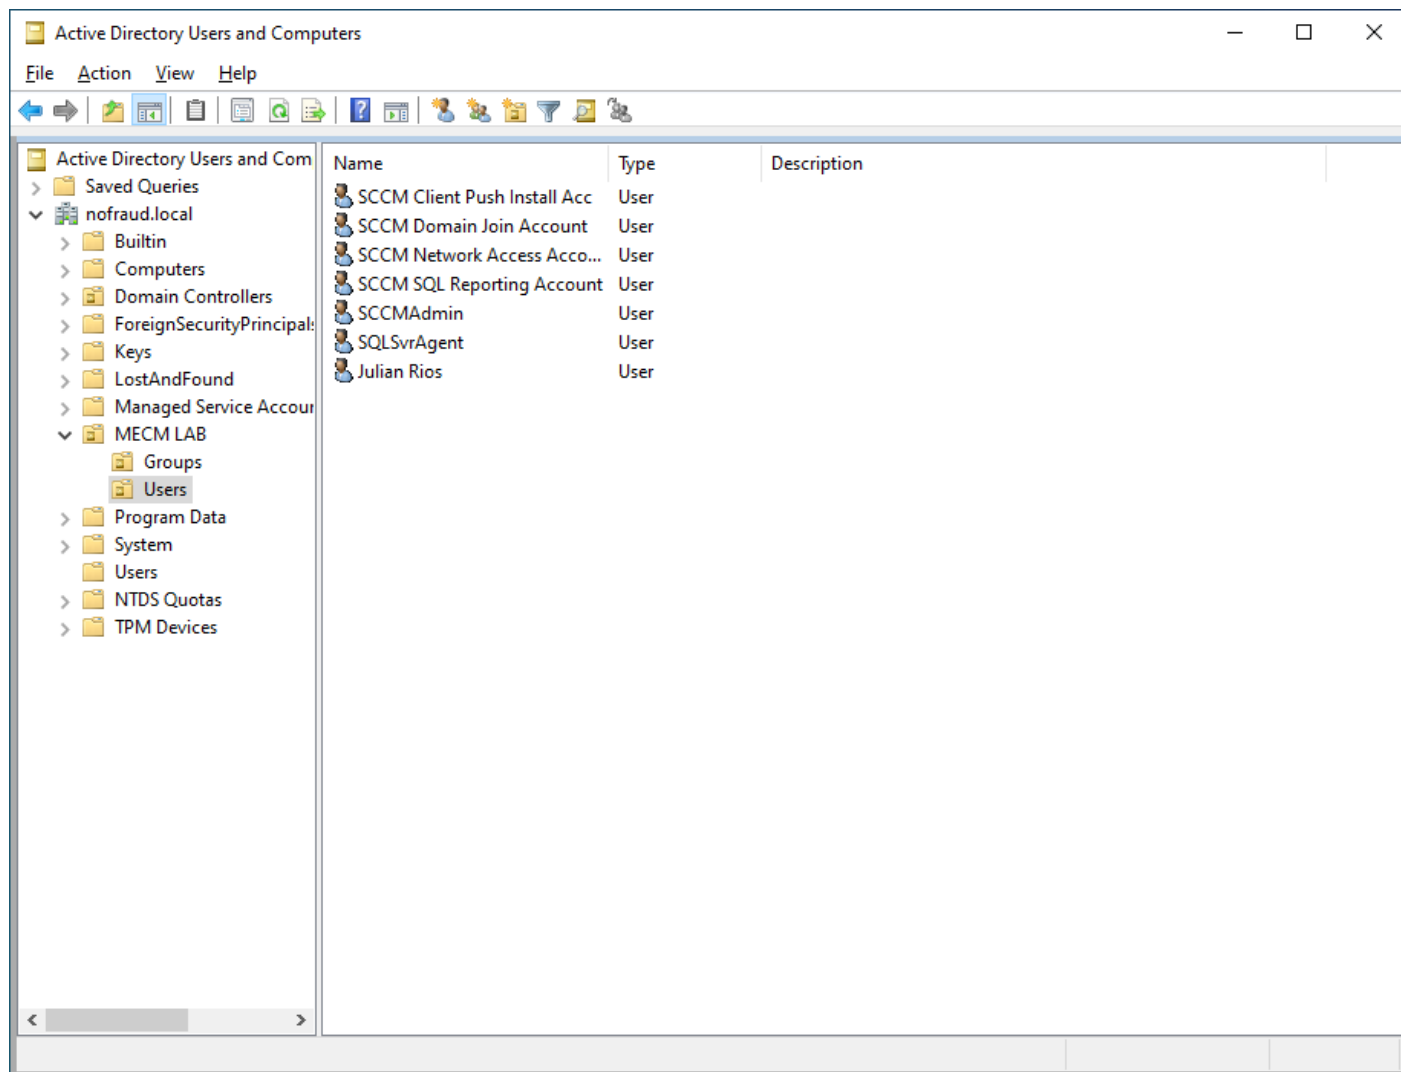 Active Directory Users and Computers
File Action View Help
Active Directory Users and Com
Saved Queries
nofraud.local
Builtin
Computers
Domain Controllers
ForeignSecurityPrincipals
Keys
LostAndFound
Managed Service Accour
MECM LAB
Groups
Users
Program Data
System
Users
NTDS Quotas
TPM Devices
Name Type Description
SCCM Client Push Install Acc User
SCCM Domain Join Account User
SCCM Network Access Acco... User
SCCM SQL Reporting Account User
SCCMAdmin User
SQLSvrAgent User
Julian Rios User